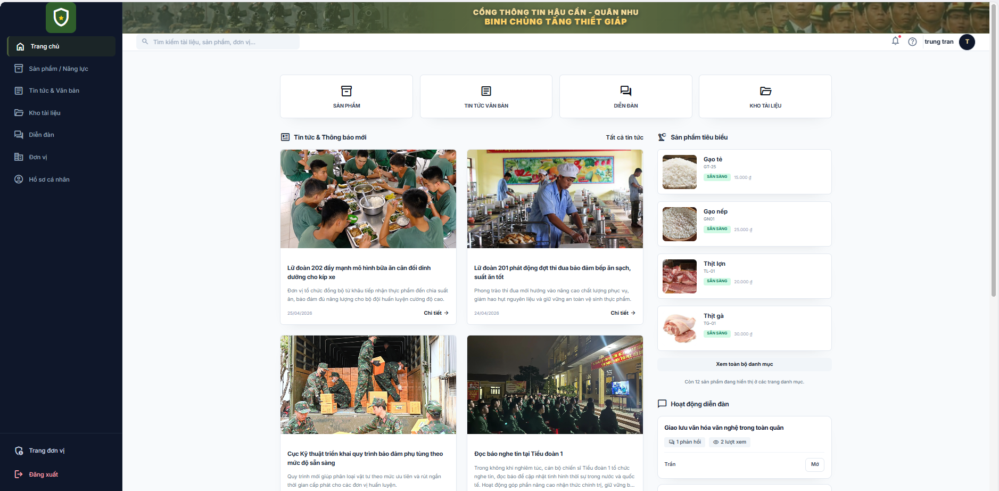 CỔNG THÔNG TIN HẬU CẦN - QUÂN NHU
BINH CHỦNG TĂNG THIẾT GIÁP
Tìm kiếm tài liệu, sản phẩm, đơn vị...
trung tran
T
Trang chủ
Sản phẩm / Năng lực
Tin tức & Văn bản
Kho tài liệu
Diễn đàn
Đơn vị
Hồ sơ cá nhân
Trang đơn vị
Đăng xuất
SẢN PHẨM
TIN TỨC VĂN BẢN
DIỄN ĐÀN
KHO TÀI LIỆU
Tin tức & Thông báo mới
Tất cả tin tức
Lữ đoàn 202 đẩy mạnh mô hình bữa ăn cân đối dinh
dưỡng cho kíp xe
Đơn vị tổ chức đồng bộ từ khâu tiếp nhận thực phẩm đến chia suất
ăn, bảo đảm đủ năng lượng cho bộ đội huấn luyện cường độ cao.
25/04/2026
Chi tiết →
Lữ đoàn 201 phát động đợt thi đua bảo đảm bếp ăn sạch,
suất ăn tốt
Phong trào thi đua mới hướng vào nâng cao chất lượng phục vụ,
giảm hao hụt nguyên liệu và giữ vững an toàn vệ sinh thực phẩm.
24/04/2026
Chi tiết →
Cục Kỹ thuật triển khai quy trình bảo đảm phụ tùng theo
mức độ sẵn sàng
Quy trình mới giúp phân loại vật tư theo mức ưu tiên và rút ngắn
thời gian cấp phát cho các đơn vị huấn luyện.
Đọc báo nghe tin tại Tiểu đoàn 1
Trong không khí nghiêm túc, cán bộ chiến sĩ Tiểu đoàn 1 tổ chức
nghe tin, đọc báo để cập nhật tình hình thời sự trong nước và quốc
tế. Hoạt động góp phần nâng cao nhận thức chính trị, giữ vững b...
Sản phẩm tiêu biểu
Gạo tẻ
GT-25
SẴN SÀNG 15.000 ₫
Gạo nếp
GN01
SẴN SÀNG 25.000 ₫
Thịt lợn
TL-01
SẴN SÀNG 20.000 ₫
Thịt gà
TG-01
SẴN SÀNG 30.000 ₫
Xem toàn bộ danh mục
Còn 12 sản phẩm đang hiển thị ở các trang danh mục.
Hoạt động diễn đàn
Giao lưu văn hóa văn nghệ trong toàn quân
1 phản hồi
2 lượt xem
Trần
Mở